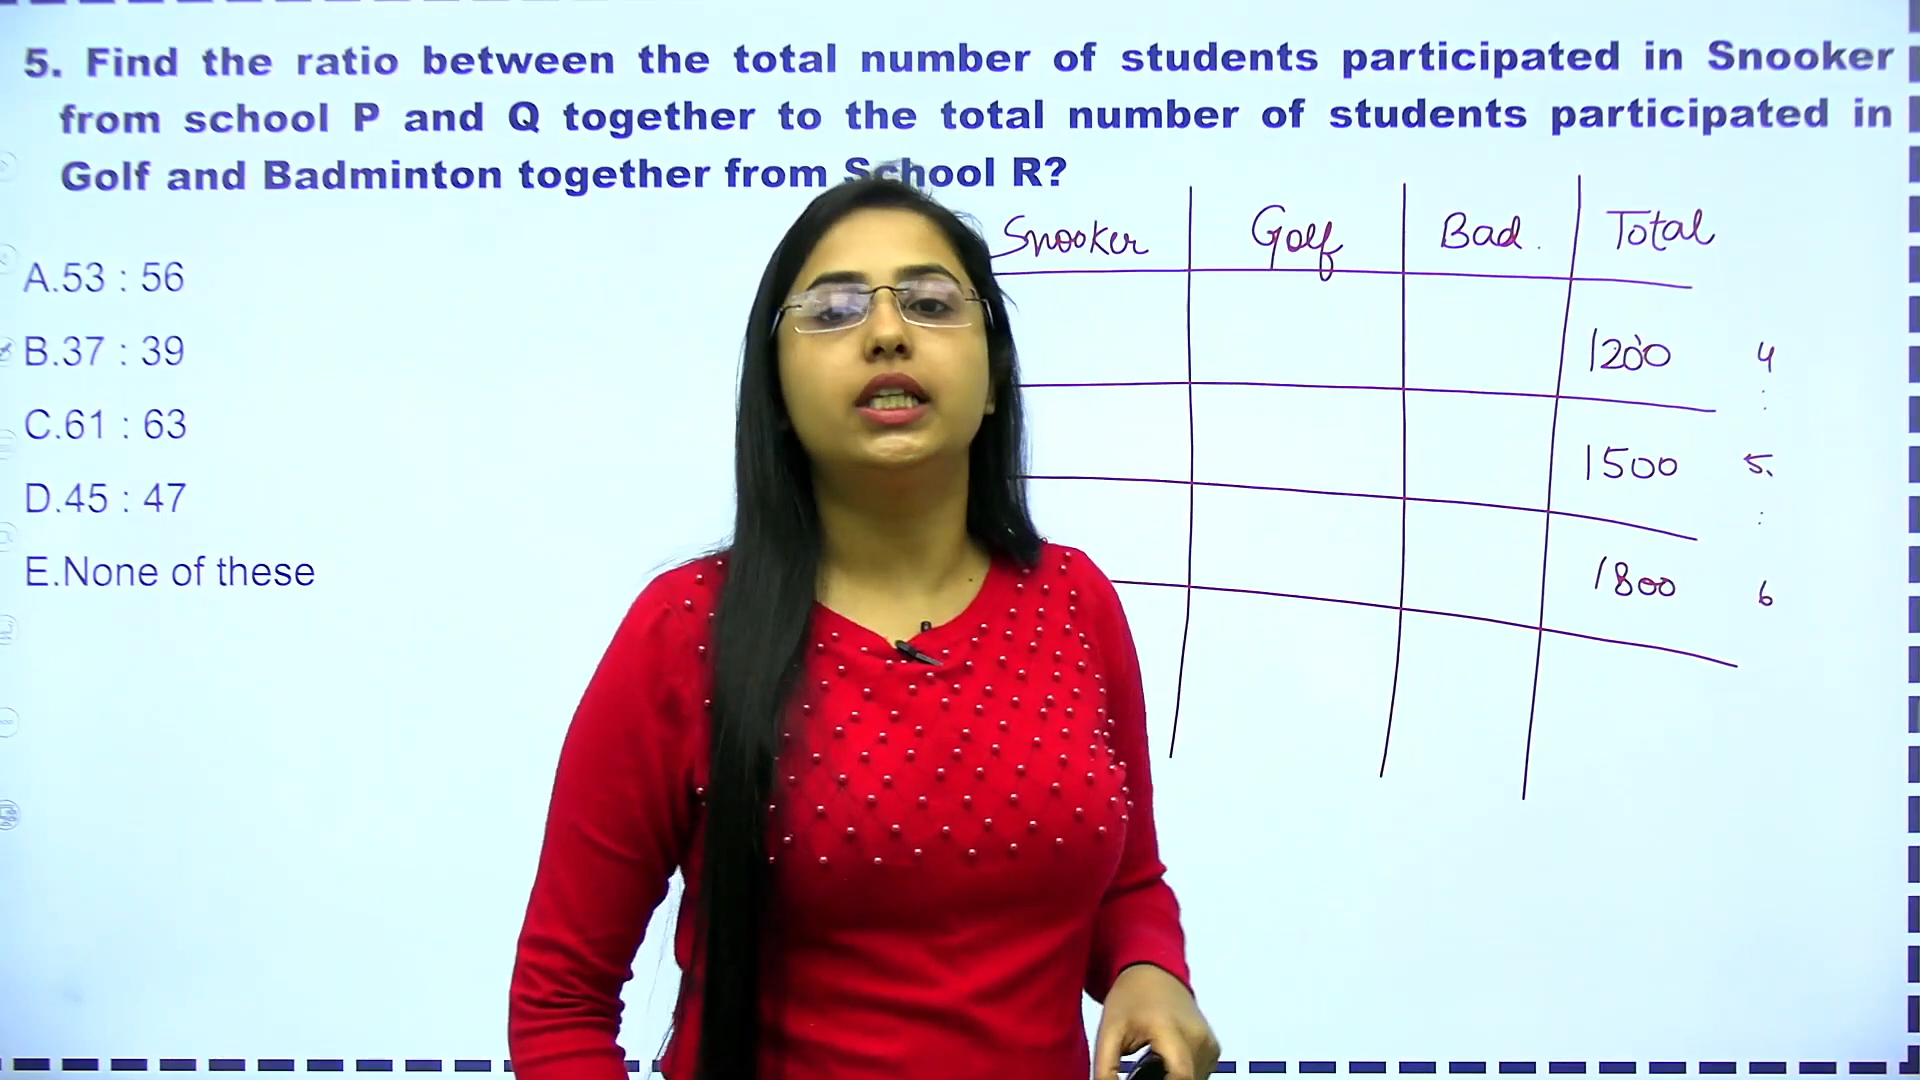 5. Find the ratio between the total number of students participated in Snooker
from school P and Q together to the total number of students participated in
Golf and Badminton together from School R?
A.53 : 56
B.37 : 39
C.61 : 63
D.45 : 47
E.None of these
Snooker Golf Bad. Total
1200 4
:
1500 5.
:
1800 6